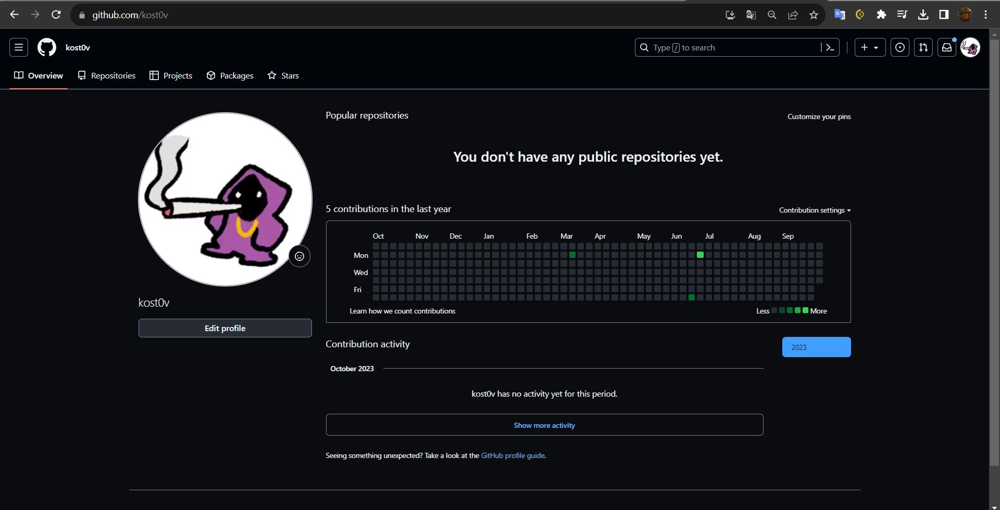 github.com/kost0v
kost0v
Type / to search
Overview Repositories Projects Packages Stars
Popular repositories
Customize your pins
You don't have any public repositories yet.
5 contributions in the last year
Contribution settings
Oct Nov Dec Jan Feb Mar Apr May Jun Jul Aug Sep
Mon
Wed
Fri
Learn how we count contributions
Less More
kost0v
Edit profile
Contribution activity
2023
October 2023
kost0v has no activity yet for this period.
Show more activity
Seeing something unexpected? Take a look at the GitHub profile guide.